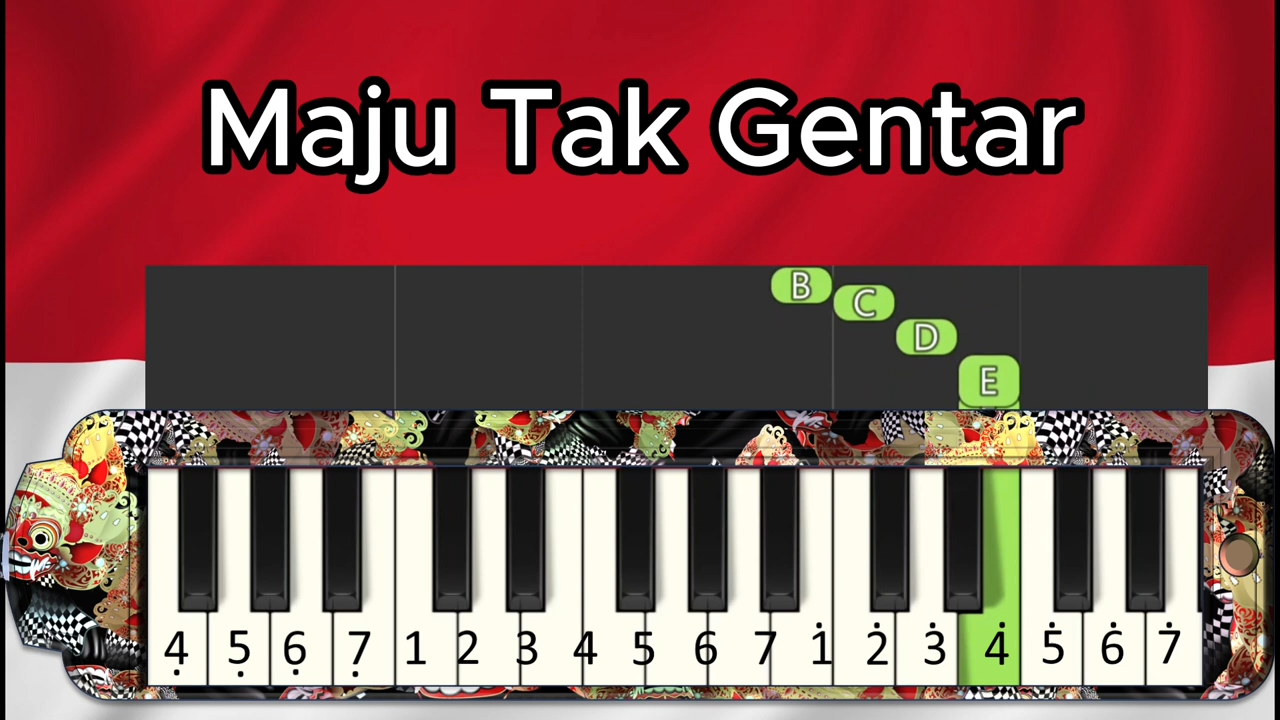 Maju Tak Gentar
B
C
D
E
4̣ 5̣ 6̣ 7̣ 1 2 3 4 5 6 7 1̇ 2̇ 3̇ 4̇ 5̇ 6̇ 7̇